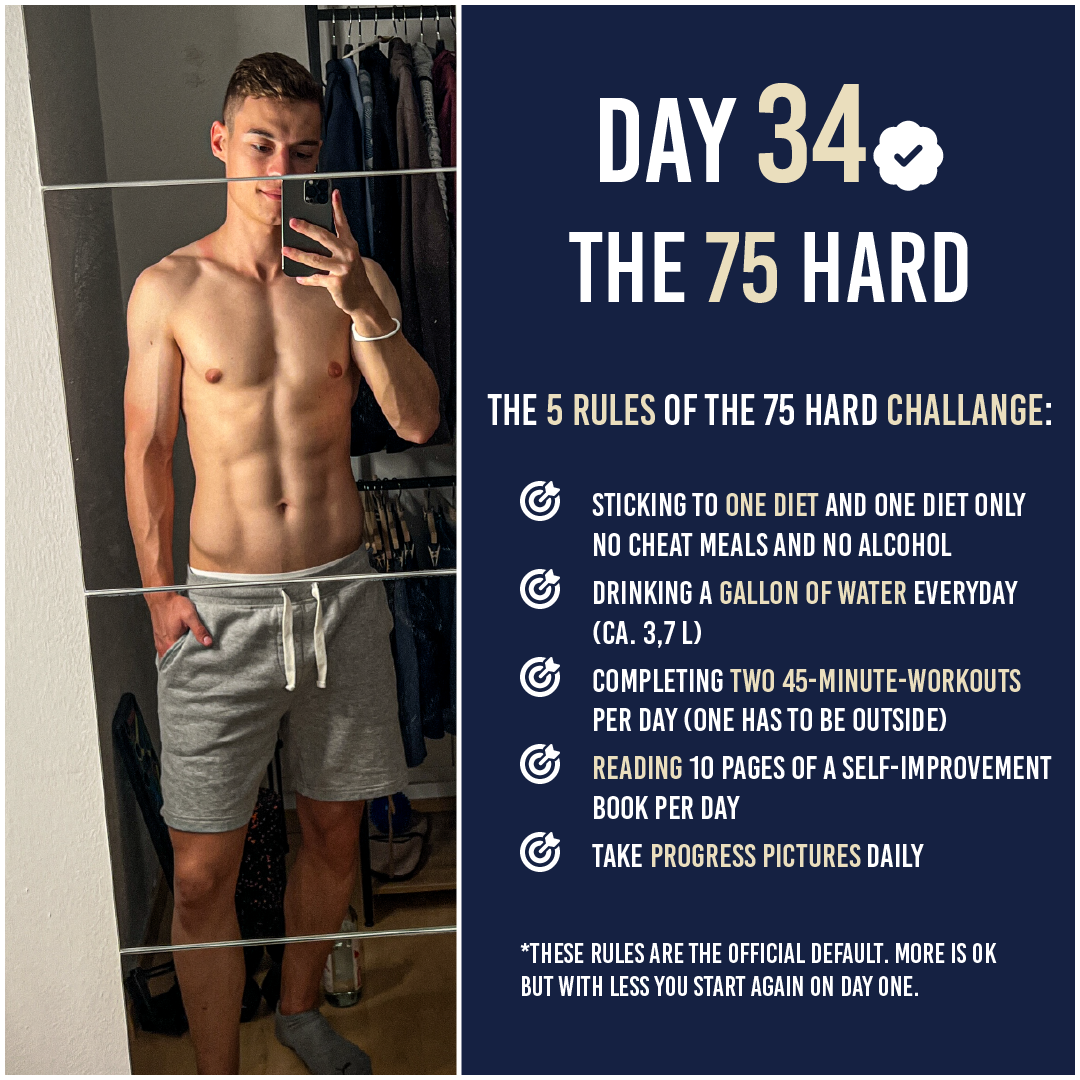 DAY 34
THE 75 HARD
THE 5 RULES OF THE 75 HARD CHALLANGE:
STICKING TO ONE DIET AND ONE DIET ONLY
NO CHEAT MEALS AND NO ALCOHOL
DRINKING A GALLON OF WATER EVERYDAY
(CA. 3,7 L)
COMPLETING TWO 45-MINUTE-WORKOUTS
PER DAY (ONE HAS TO BE OUTSIDE)
READING 10 PAGES OF A SELF-IMPROVEMENT
BOOK PER DAY
TAKE PROGRESS PICTURES DAILY
*THESE RULES ARE THE OFFICIAL DEFAULT. MORE IS OK
BUT WITH LESS YOU START AGAIN ON DAY ONE.